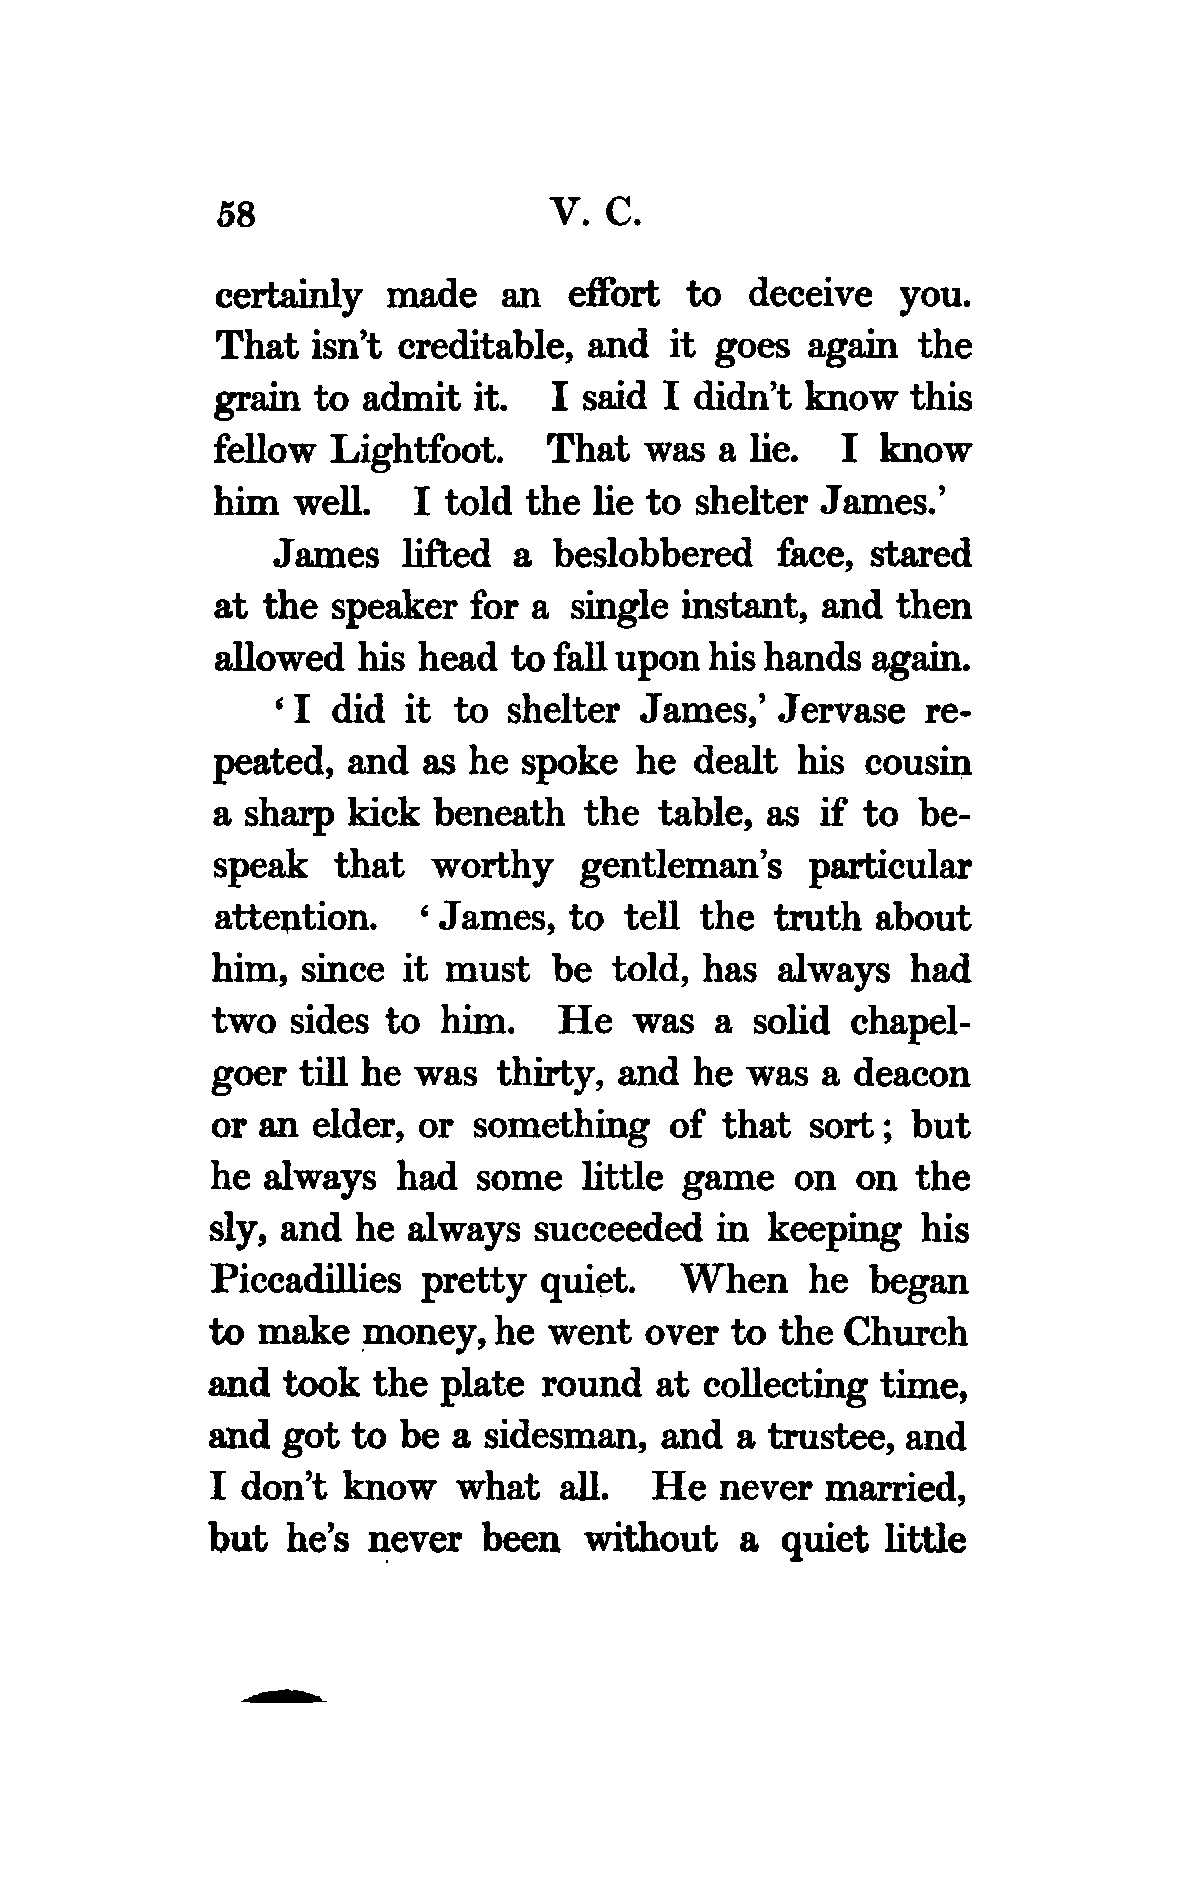 58 V. C.
certainly made an effort to deceive you.
That isn't creditable, and it goes again the
grain to admit it. I said I didn't know this
fellow Lightfoot. That was a lie. I know
him well. I told the lie to shelter James.'
James lifted a beslobbered face, stared
at the speaker for a single instant, and then
allowed his head to fall upon his hands again.
'I did it to shelter James,' Jervase re-
peated, and as he spoke he dealt his cousin
a sharp kick beneath the table, as if to be-
speak that worthy gentleman's particular
attention. 'James, to tell the truth about
him, since it must be told, has always had
two sides to him. He was a solid chapel-
goer till he was thirty, and he was a deacon
or an elder, or something of that sort; but
he always had some little game on on the
sly, and he always succeeded in keeping his
Piccadillies pretty quiet. When he began
to make money, he went over to the Church
and took the plate round at collecting time,
and got to be a sidesman, and a trustee, and
I don't know what all. He never married,
but he's never been without a quiet little